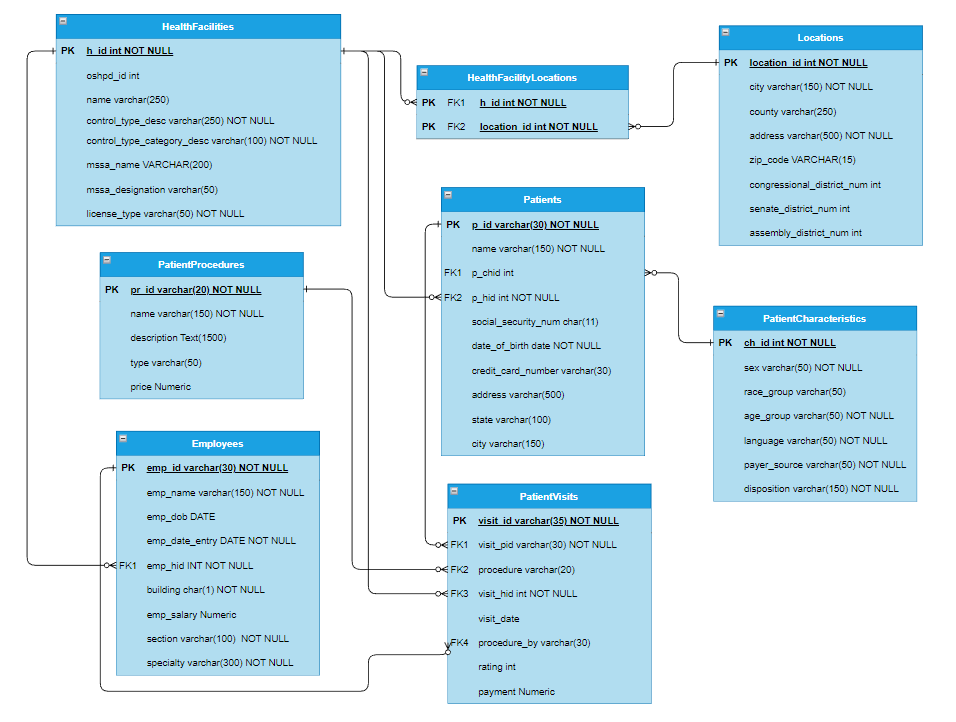 HealthFacilities
PK h_id int NOT NULL
oshpd_id int
name varchar(250)
control_type_desc varchar(250) NOT NULL
control_type_category_desc varchar(100) NOT NULL
mssa_name VARCHAR(200)
mssa_designation varchar(50)
license_type varchar(50) NOT NULL
HealthFacilityLocations
PK FK1 h_id int NOT NULL
PK FK2 location_id int NOT NULL
Locations
PK location_id int NOT NULL
city varchar(150) NOT NULL
county varchar(250)
address varchar(500) NOT NULL
zip_code VARCHAR(15)
congressional_district_num int
senate_district_num int
assembly_district_num int
Patients
PK p_id varchar(30) NOT NULL
name varchar(150) NOT NULL
FK1 p_chid int
FK2 p_hid int NOT NULL
social_security_num char(11)
date_of_birth date NOT NULL
credit_card_number varchar(30)
address varchar(500)
state varchar(100)
city varchar(150)
PatientProcedures
PK pr_id varchar(20) NOT NULL
name varchar(150) NOT NULL
description Text(1500)
type varchar(50)
price Numeric
PatientCharacteristics
PK ch_id int NOT NULL
sex varchar(50) NOT NULL
race_group varchar(50)
age_group varchar(50) NOT NULL
language varchar(50) NOT NULL
payer_source varchar(50) NOT NULL
disposition varchar(150) NOT NULL
Employees
PK emp_id varchar(30) NOT NULL
emp_name varchar(150) NOT NULL
emp_dob DATE
emp_date_entry DATE NOT NULL
FK1 emp_hid INT NOT NULL
building char(1) NOT NULL
emp_salary Numeric
section varchar(100) NOT NULL
specialty varchar(300) NOT NULL
PatientVisits
PK visit_id varchar(35) NOT NULL
FK1 visit_pid varchar(30) NOT NULL
FK2 procedure varchar(20)
FK3 visit_hid int NOT NULL
visit_date
FK4 procedure_by varchar(30)
rating int
payment Numeric